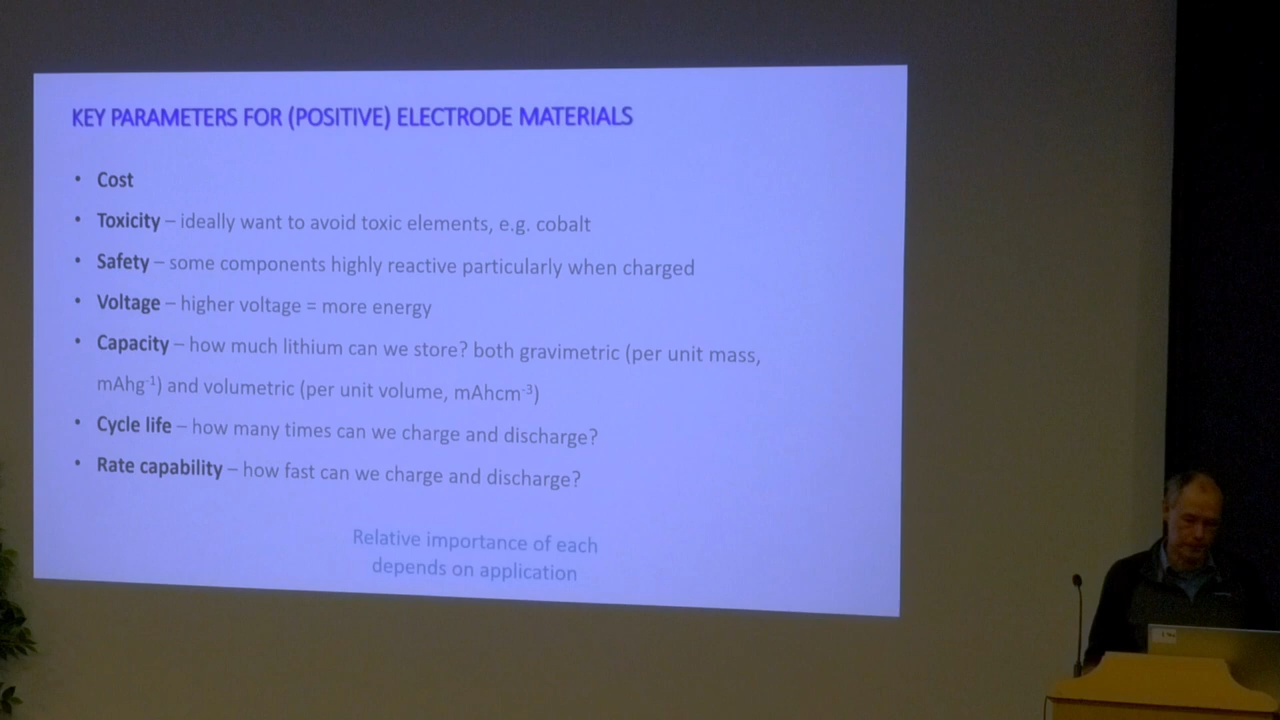 KEY PARAMETERS FOR (POSITIVE) ELECTRODE MATERIALS
• Cost
• Toxicity – ideally want to avoid toxic elements, e.g. cobalt
• Safety – some components highly reactive particularly when charged
• Voltage – higher voltage = more energy
• Capacity – how much lithium can we store? both gravimetric (per unit mass,
mAhg⁻¹) and volumetric (per unit volume, mAhcm⁻³)
• Cycle life – how many times can we charge and discharge?
• Rate capability – how fast can we charge and discharge?
Relative importance of each
depends on application